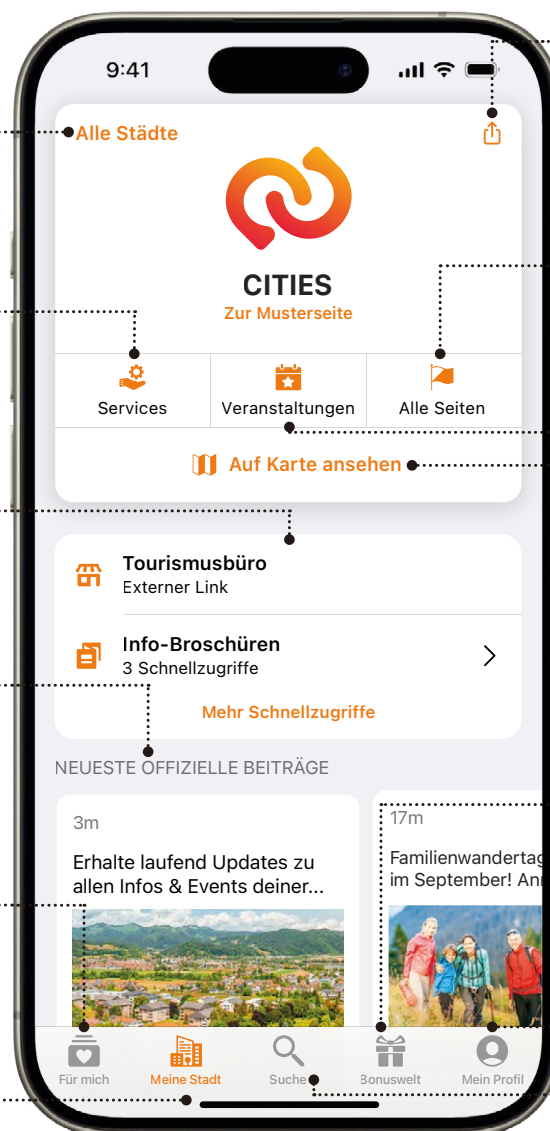 9:41
Alle Städte
CITIES
Zur Musterseite
Services
Veranstaltungen
Alle Seiten
Auf Karte ansehen
Tourismusbüro
Externer Link
Info-Broschüren
3 Schnellzugriffe
Mehr Schnellzugriffe
NEUESTE OFFIZIELLE BEITRÄGE
3m
Erhalte laufend Updates zu
allen Infos & Events deiner...
17m
Familienwandertag
im September!
Für mich
Meine Stadt
Suche
Bonuswelt
Mein Profil